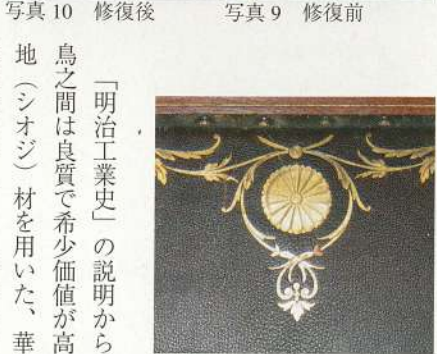 写真10　修復後
写真9　修復前
「明治工業史」の説明から
鳥之間は良質で希少価値が高
地（シオジ）材を用いた、華